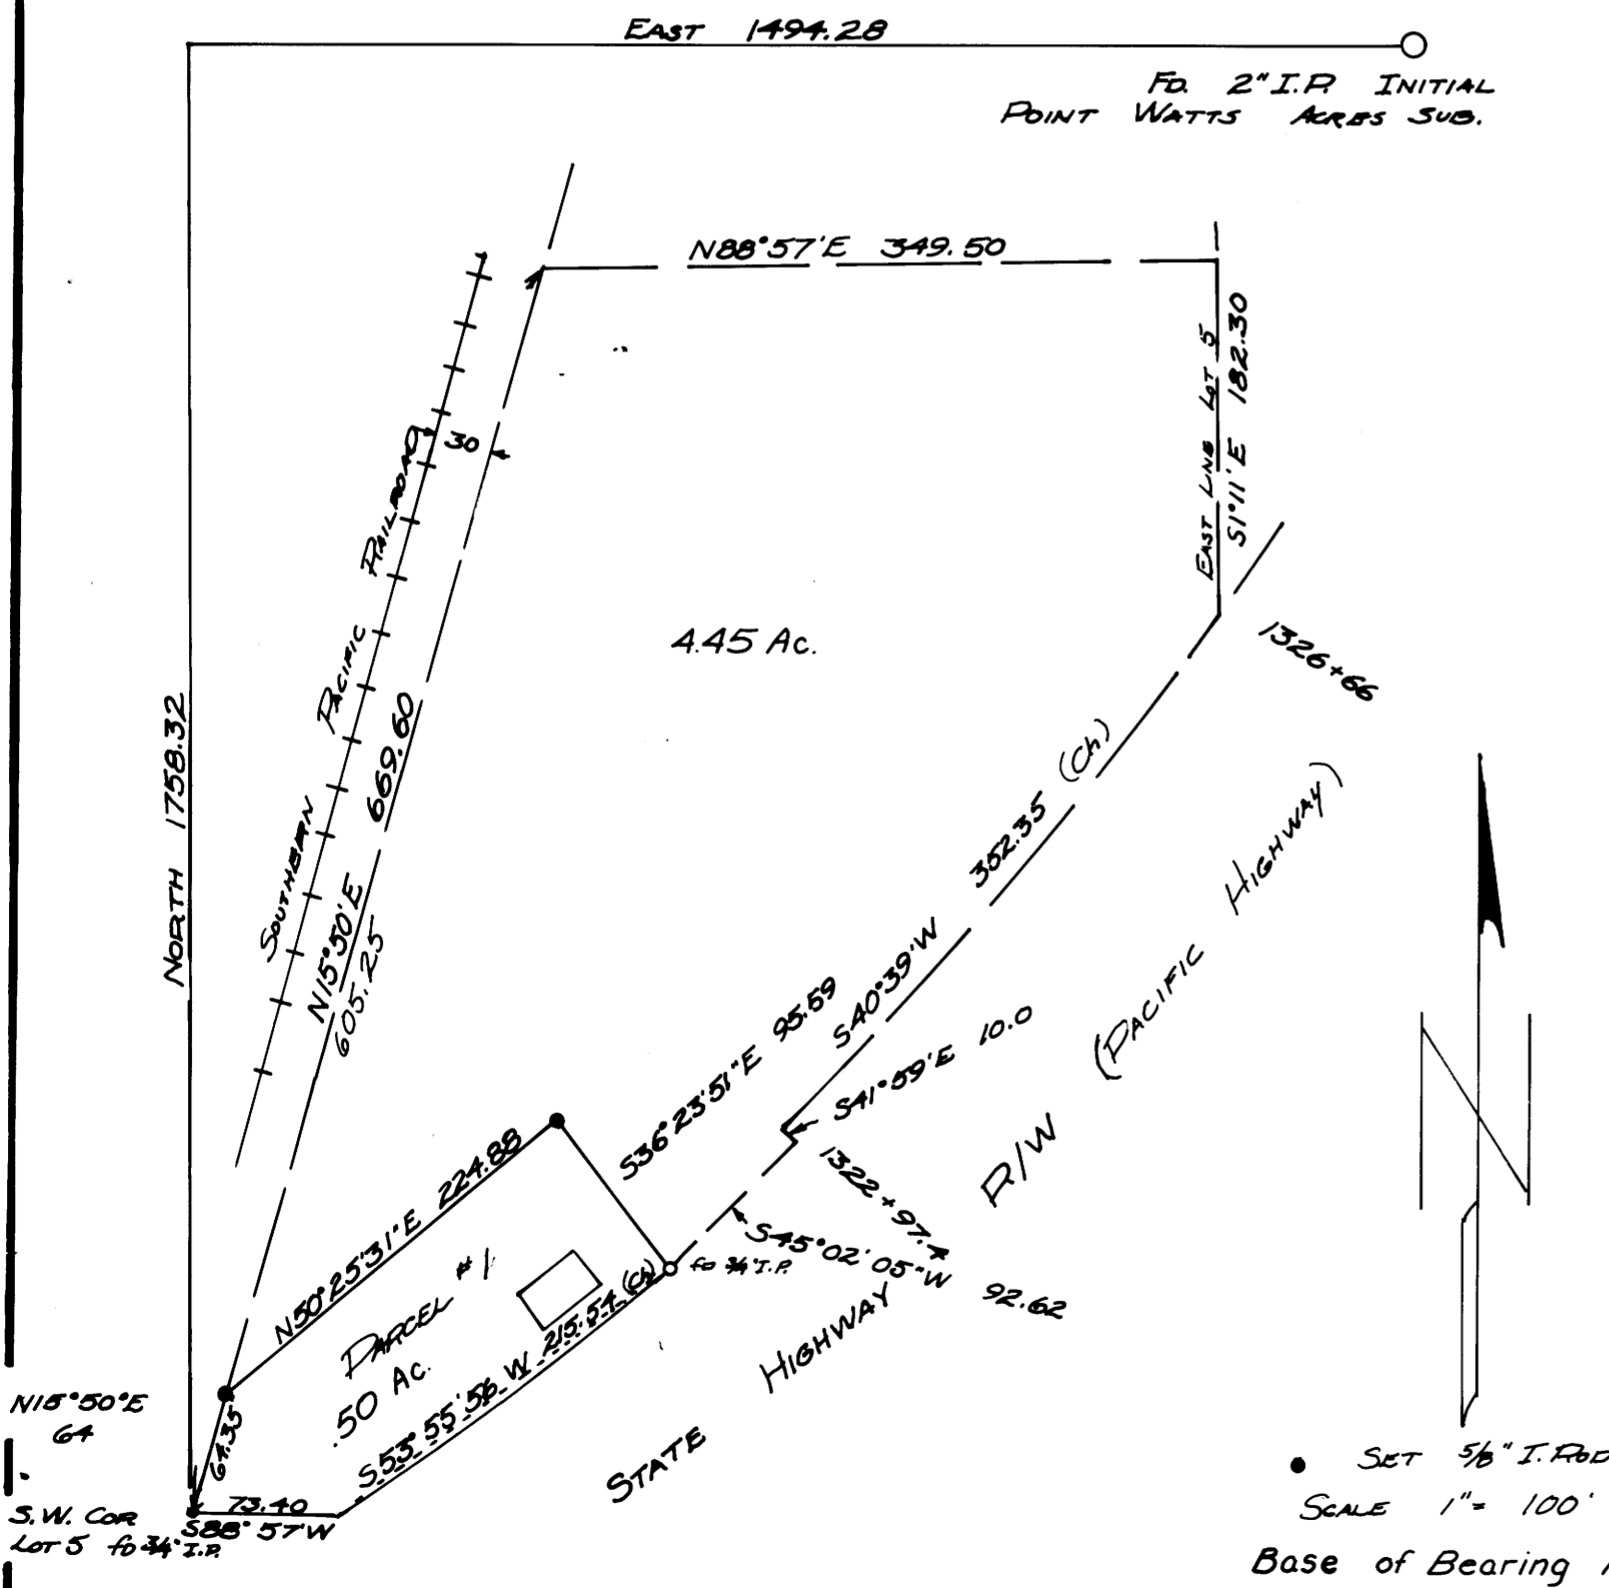 EAST 1494.28
FD. 2" I.P. INITIAL
POINT WATTS ACRES SUB.
N88°57'E 349.50
EAST LINE LOT 5
S1°11'E 182.30
30
SOUTHERN PACIFIC RAILROAD
4.45 Ac.
1326+66
NORTH 1758.32
N15°50'E 669.60
605.25
S40°39'W 352.35 (Ch)
(PACIFIC HIGHWAY)
S36°23'51"E 95.59
S41°59'E 10.0
1322+97.4
STATE HIGHWAY R/W
N50°25'31"E 224.88
S45°02'05"W 92.62
fd ¾" I.P.
PARCEL #1
.50 Ac.
S53°55'56 W 215.54 (Ch)
N15°50'E
64
64.35
S.W. COR
LOT 5 fd ¾" I.P.
73.40
S88°57'W
N
SET 5/8" I. ROD
SCALE 1"= 100'
Base of Bearing